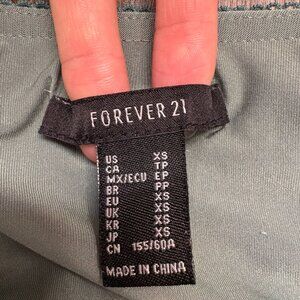 FOREVER 21
US XS
CA TP
MX/ECU EP
BR PP
EU XS
UK XS
KR XS
JP XS
CN 155/60A
MADE IN CHINA